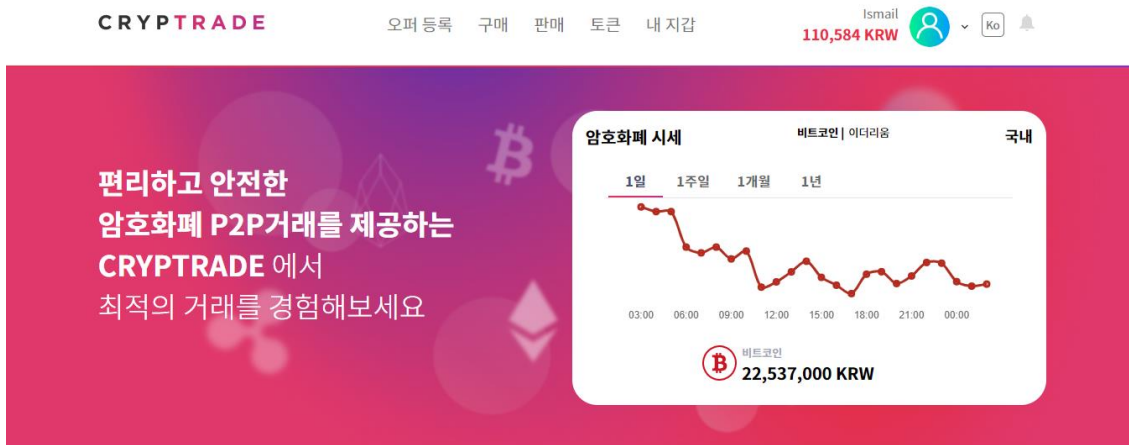 CRYPTRADE
오퍼 등록 구매 판매 토큰 내 지갑
Ismail
110,584 KRW
Ko
편리하고 안전한
암호화폐 P2P거래를 제공하는
CRYPTRADE 에서
최적의 거래를 경험해보세요
암호화폐 시세 비트코인 | 이더리움 국내
1일 1주일 1개월 1년
03:00 06:00 09:00 12:00 15:00 18:00 21:00 00:00
비트코인
22,537,000 KRW